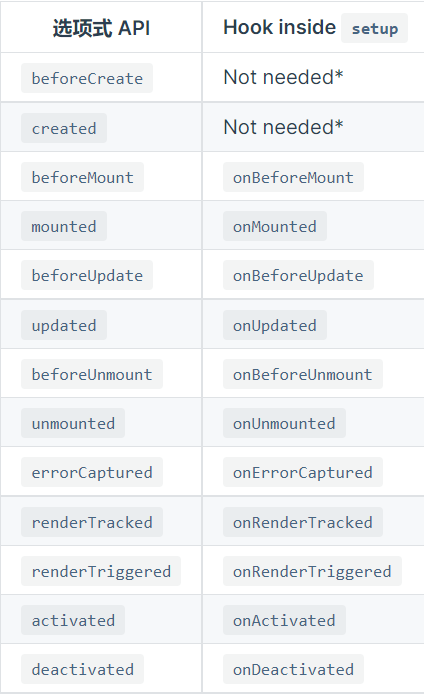 选项式 API Hook inside setup
beforeCreate Not needed*
created Not needed*
beforeMount onBeforeMount
mounted onMounted
beforeUpdate onBeforeUpdate
updated onUpdated
beforeUnmount onBeforeUnmount
unmounted onUnmounted
errorCaptured onErrorCaptured
renderTracked onRenderTracked
renderTriggered onRenderTriggered
activated onActivated
deactivated onDeactivated